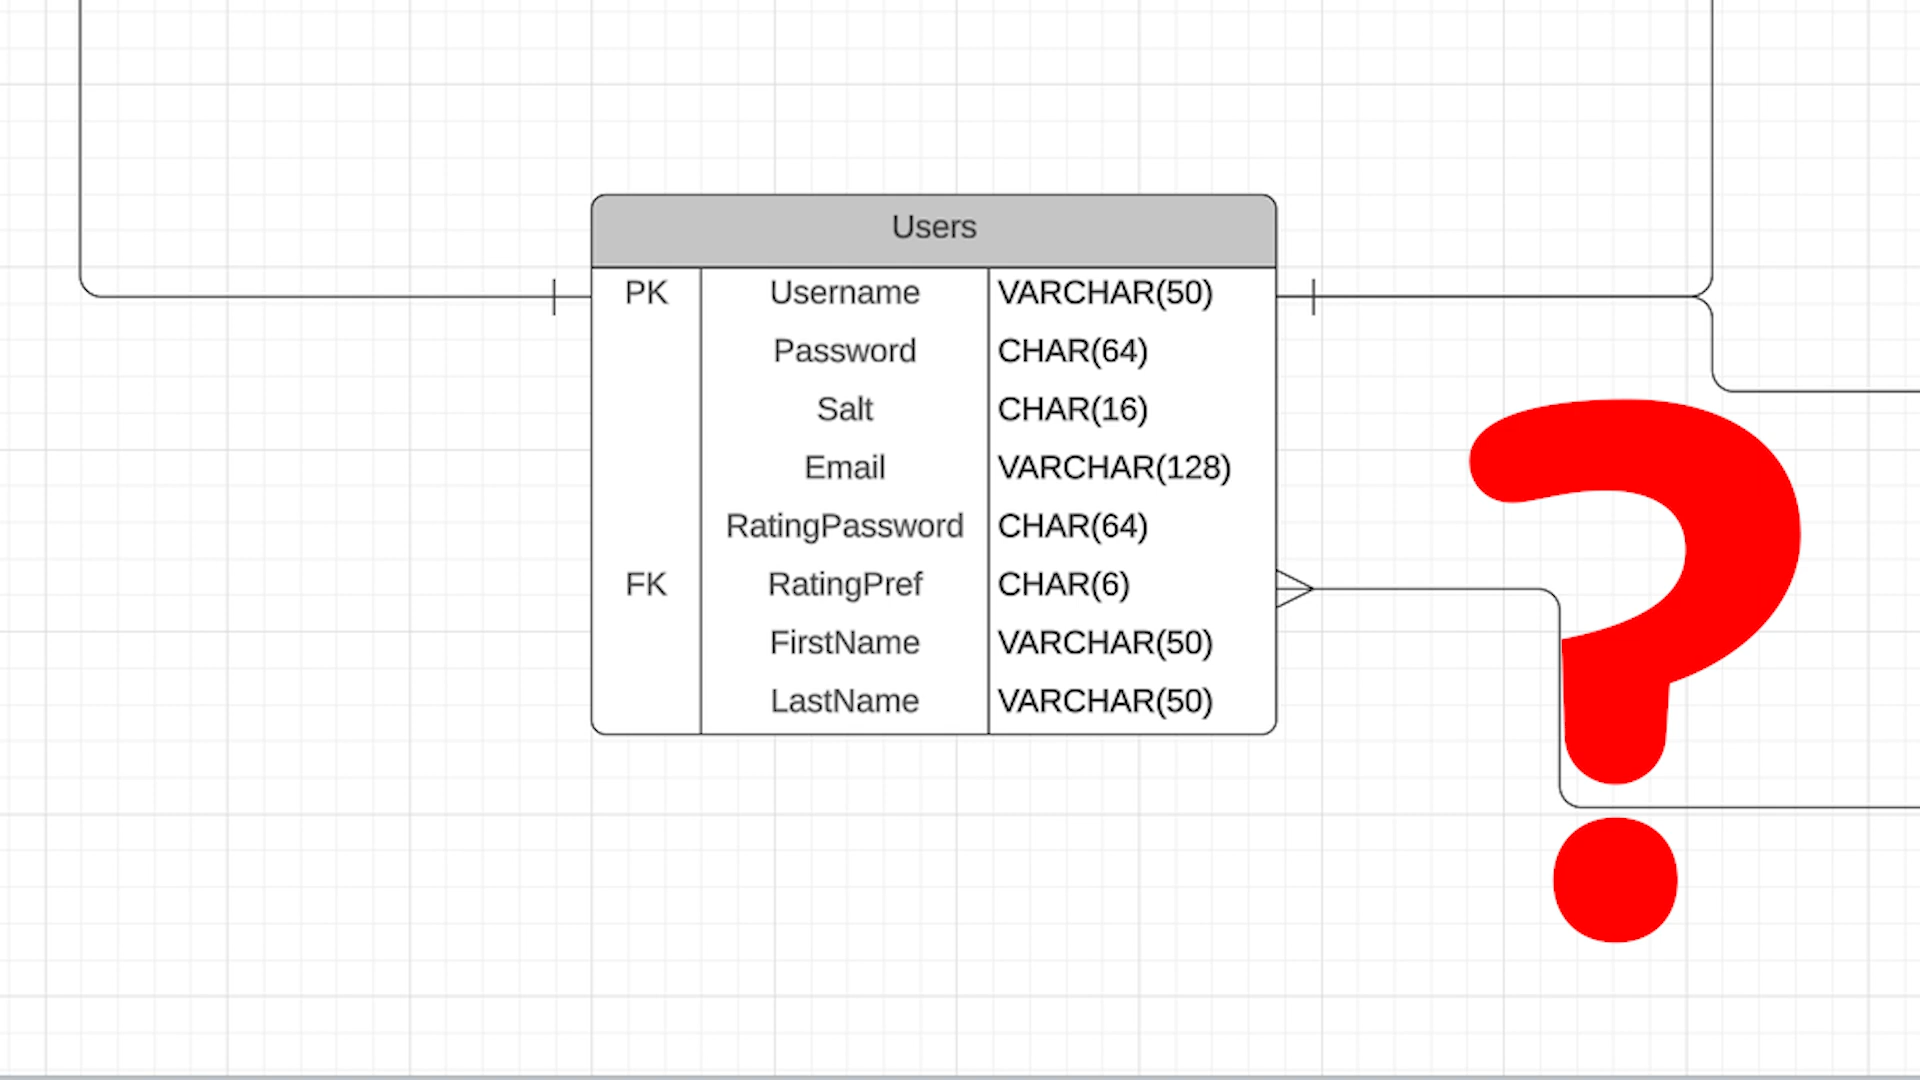 Users
PK Username VARCHAR(50)
Password CHAR(64)
Salt CHAR(16)
Email VARCHAR(128)
RatingPassword CHAR(64)
FK RatingPref CHAR(6)
FirstName VARCHAR(50)
LastName VARCHAR(50)
?